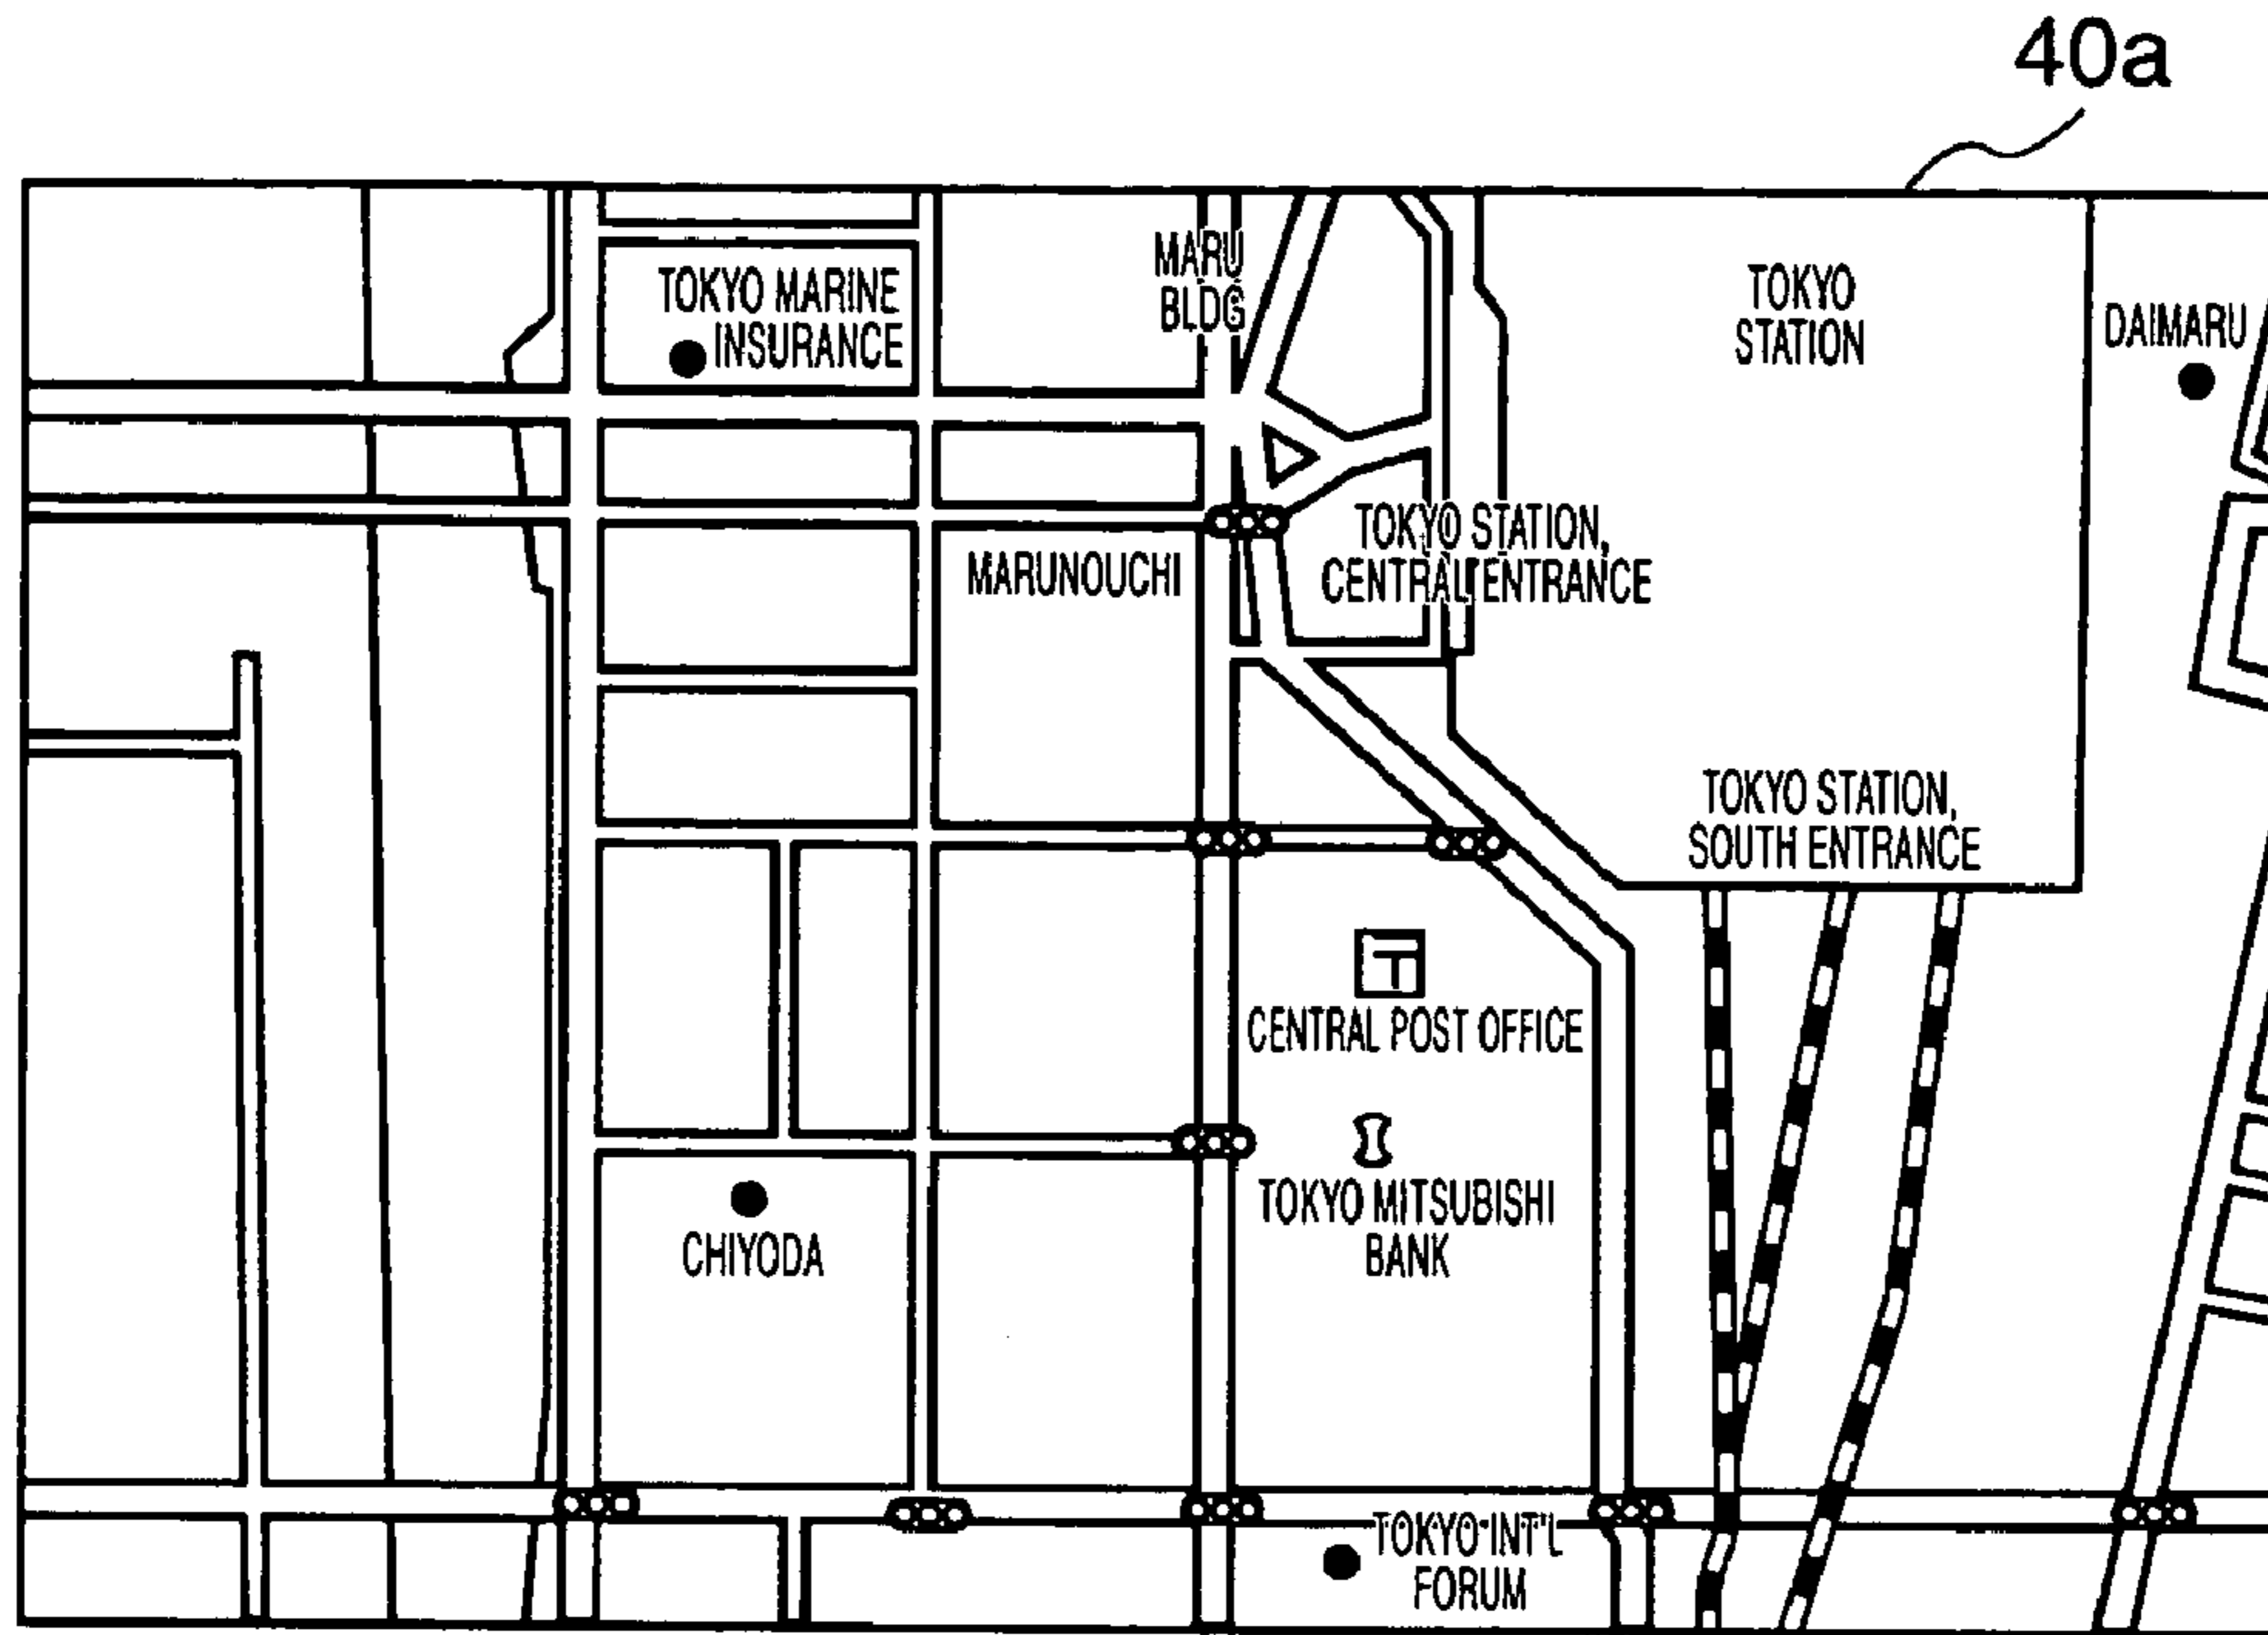 40a
TOKYO MARINE
INSURANCE
MARU
BLDG
TOKYO
STATION
DAIMARU
MARUNOUCHI
TOKYO STATION,
CENTRAL ENTRANCE
TOKYO STATION,
SOUTH ENTRANCE
CENTRAL POST OFFICE
TOKYO MITSUBISHI
BANK
CHIYODA
TOKYO INT'L
FORUM